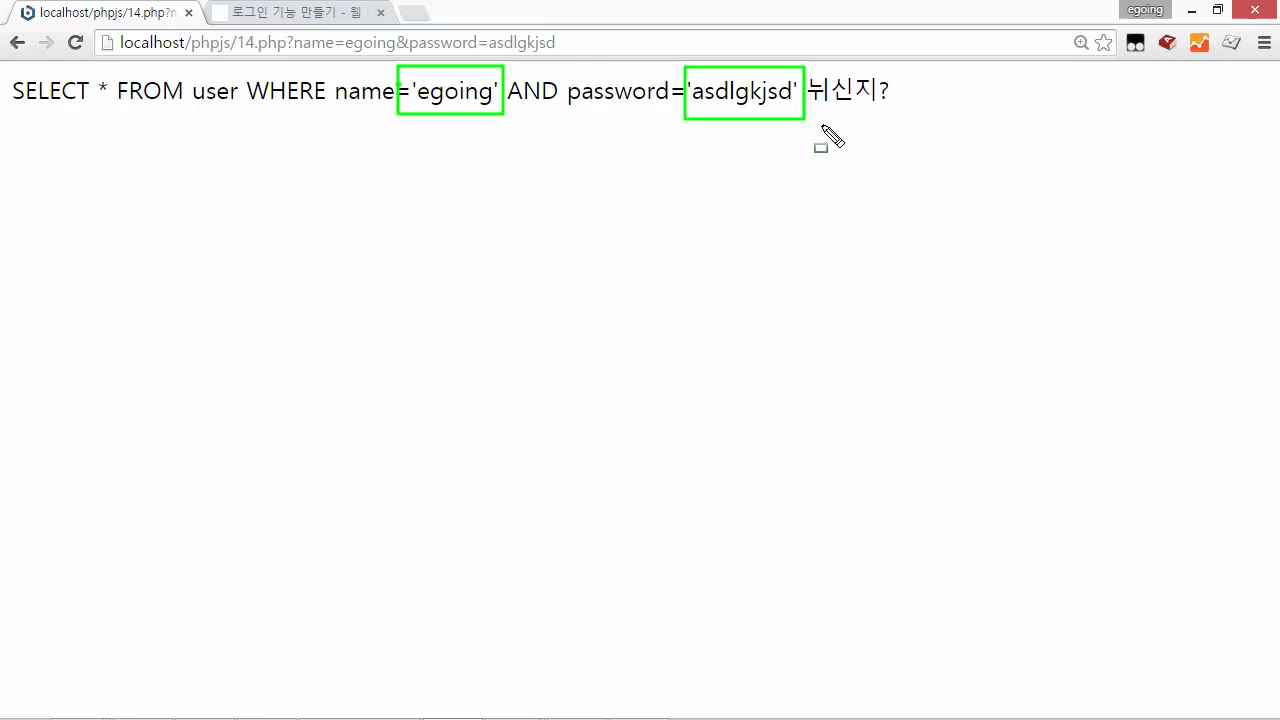 localhost/phpjs/14.php?n
로그인 기능 만들기 - 웹
egoing
localhost/phpjs/14.php?name=egoing&password=asdlgkjsd
SELECT * FROM user WHERE name='egoing' AND password='asdlgkjsd' 뉘신지?